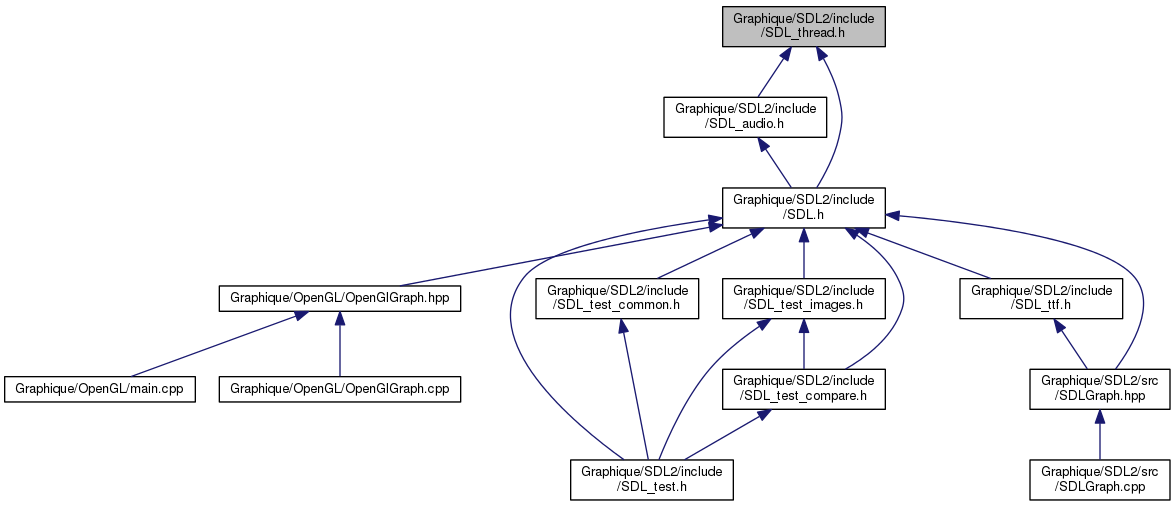 Graphique/SDL2/include
/SDL_thread.h
Graphique/SDL2/include
/SDL_audio.h
Graphique/SDL2/include
/SDL.h
Graphique/OpenGL/OpenGlGraph.hpp
Graphique/SDL2/include
/SDL_test_common.h
Graphique/SDL2/include
/SDL_test_images.h
Graphique/SDL2/include
/SDL_ttf.h
Graphique/OpenGL/main.cpp
Graphique/OpenGL/OpenGlGraph.cpp
Graphique/SDL2/include
/SDL_test_compare.h
Graphique/SDL2/src
/SDLGraph.hpp
Graphique/SDL2/include
/SDL_test.h
Graphique/SDL2/src
/SDLGraph.cpp